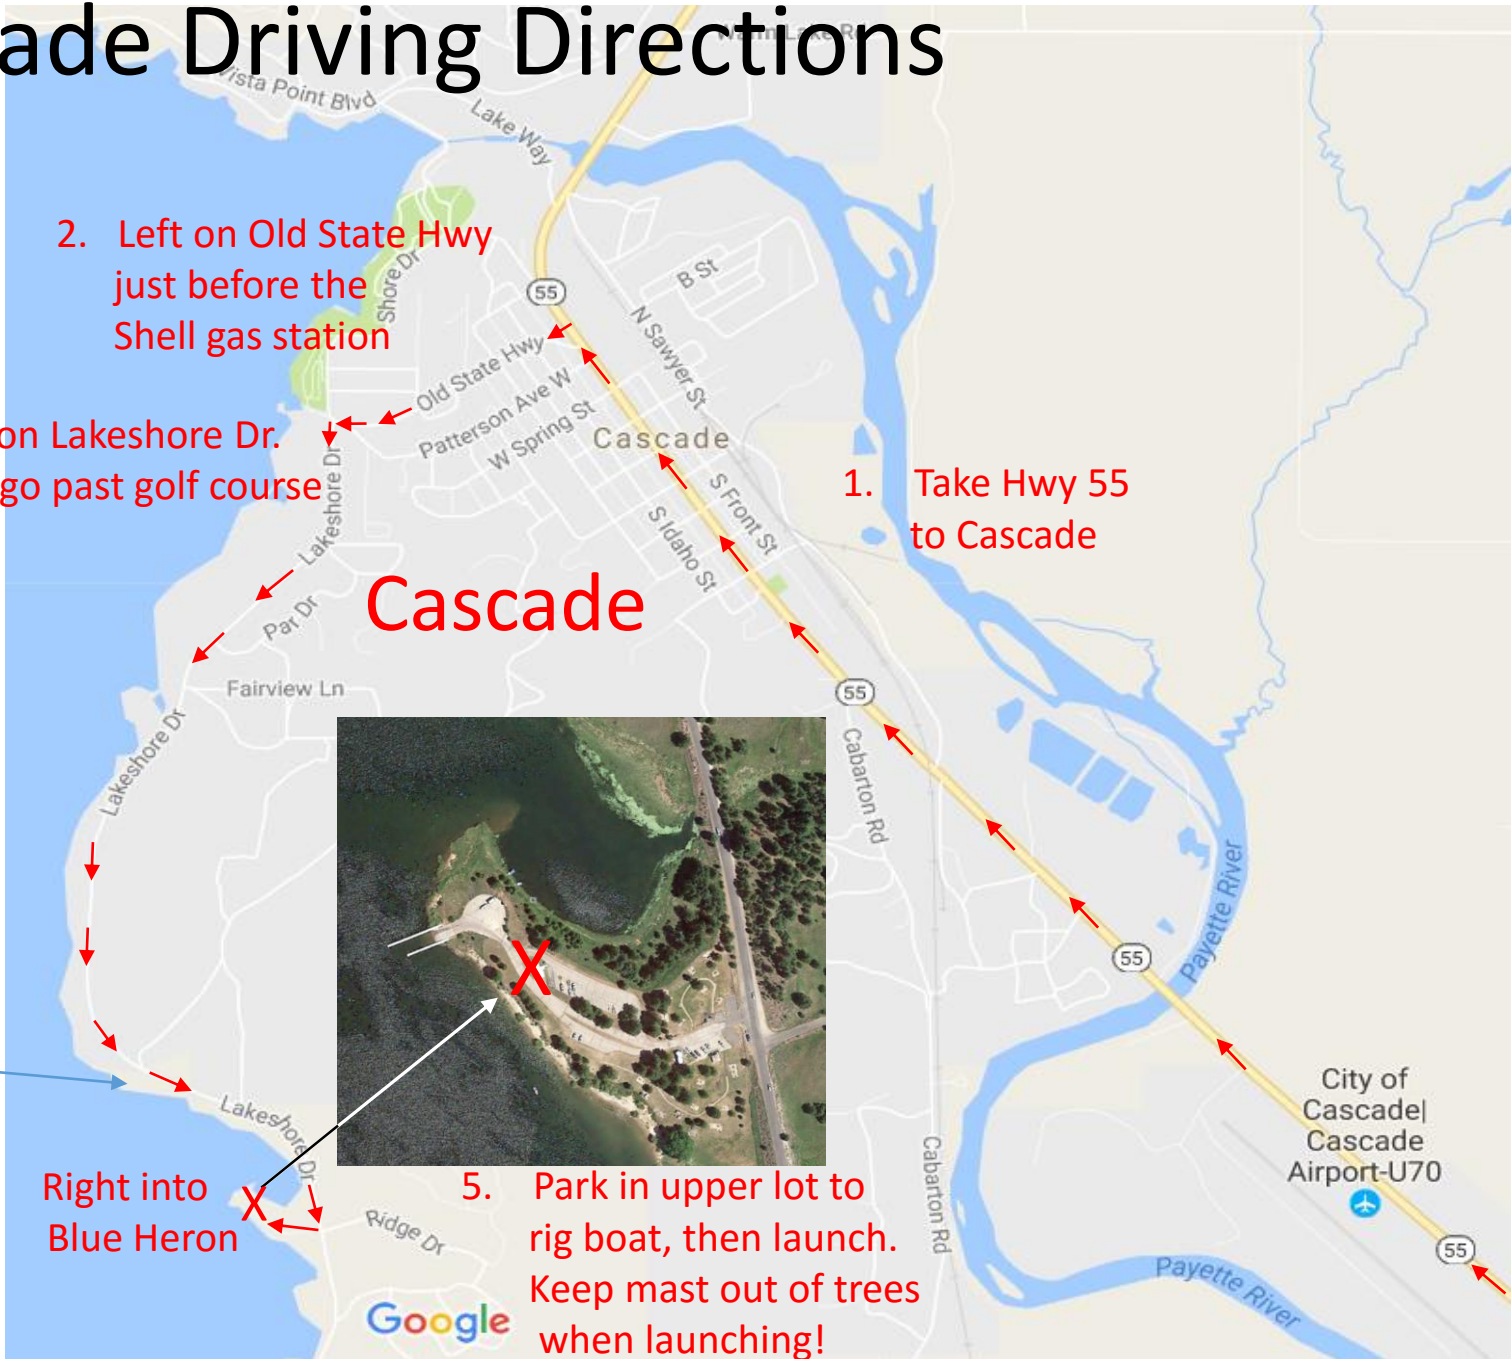 ade Driving Directions
Warm Lake Rd
Vista Point Blvd
Lake Way
2. Left on Old State Hwy
just before the
Shell gas station
Shore Dr
55
B St
N Sawyer St
Old State Hwy
Patterson Ave W
W Spring St
Cascade
on Lakeshore Dr.
go past golf course
Lakeshore Dr
1. Take Hwy 55
to Cascade
S Front St
S Idaho St
Cascade
Par Dr
Fairview Ln
55
Lakeshore Dr
Cabarton Rd
Payette River
X
55
City of
Cascade|
Cascade
Airport-U70
Lakeshore Dr
Cabarton Rd
Right into
Blue Heron
X
Ridge Dr
5. Park in upper lot to
rig boat, then launch.
Keep mast out of trees
when launching!
55
Payette River
Google